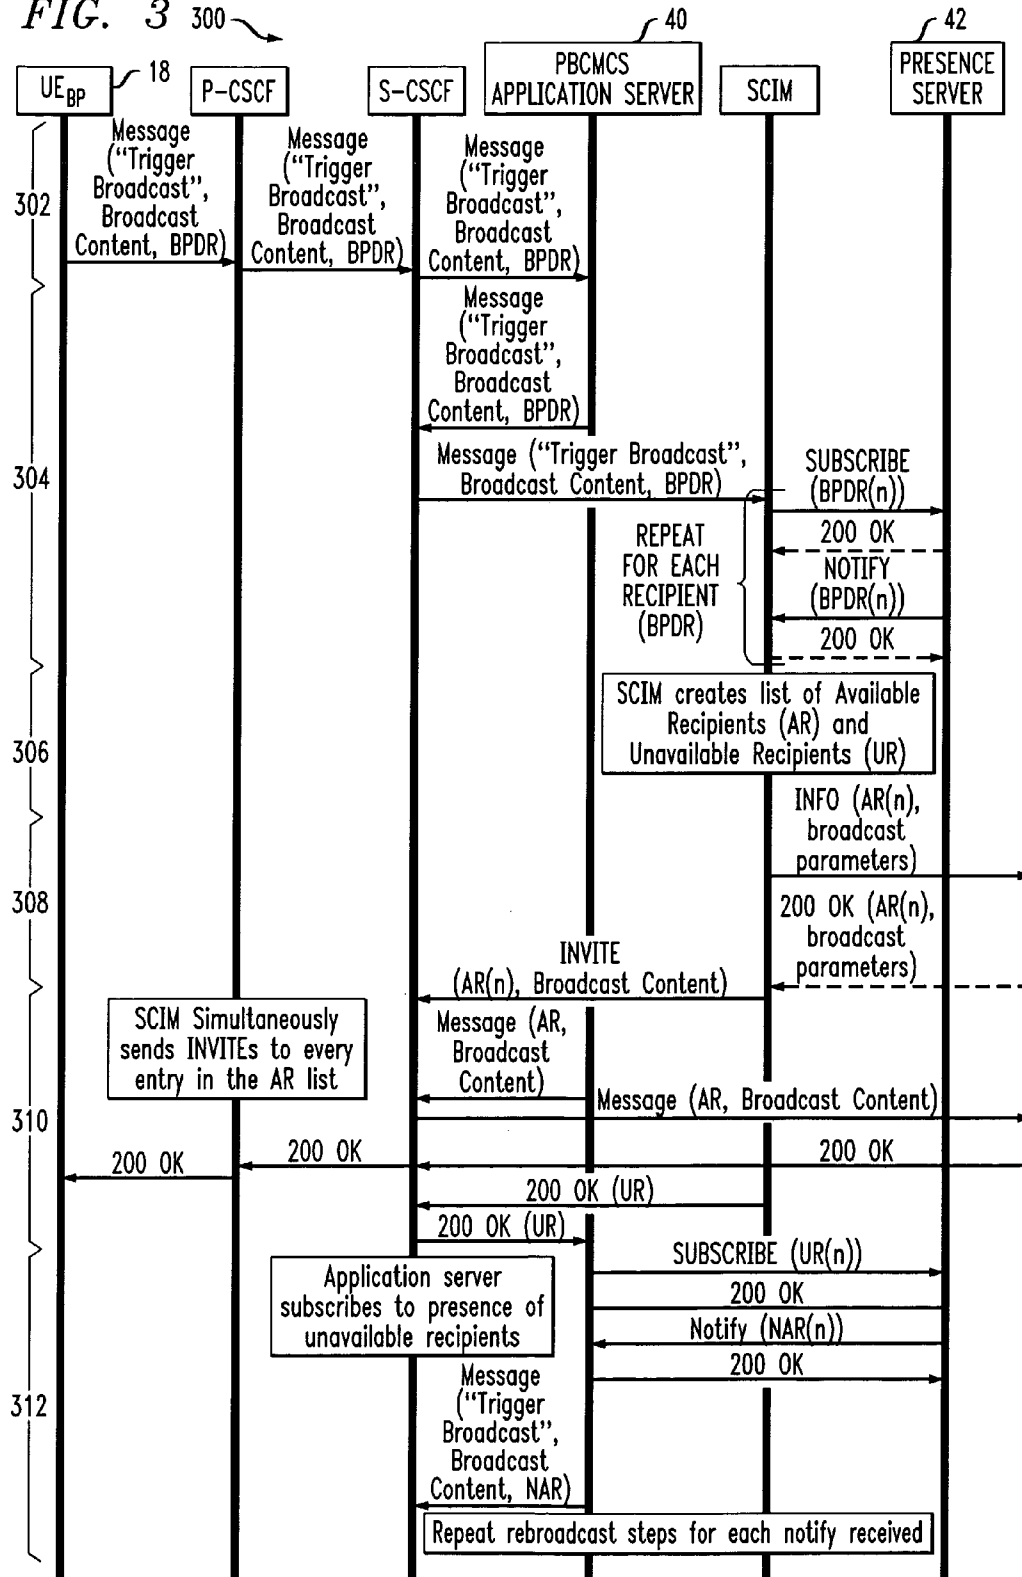 FIG. 3
300
40
42
18
UE_BP
P-CSCF
S-CSCF
PBCMCS
APPLICATION SERVER
SCIM
PRESENCE
SERVER
302
Message
("Trigger
Broadcast",
Broadcast
Content, BPDR)
Message
("Trigger
Broadcast",
Broadcast
Content, BPDR)
Message
("Trigger
Broadcast",
Broadcast
Content, BPDR)
Message
("Trigger
Broadcast",
Broadcast
Content, BPDR)
304
Message ("Trigger Broadcast",
Broadcast Content, BPDR)
SUBSCRIBE
(BPDR(n))
200 OK
REPEAT
FOR EACH
RECIPIENT
(BPDR)
NOTIFY
(BPDR(n))
200 OK
306
SCIM creates list of Available
Recipients (AR) and
Unavailable Recipients (UR)
308
INFO (AR(n),
broadcast
parameters)
200 OK (AR(n),
broadcast
parameters)
INVITE
(AR(n), Broadcast Content)
310
SCIM Simultaneously
sends INVITEs to every
entry in the AR list
Message (AR,
Broadcast
Content)
Message (AR, Broadcast Content)
200 OK
200 OK
200 OK
200 OK (UR)
200 OK (UR)
312
Application server
subscribes to presence of
unavailable recipients
SUBSCRIBE (UR(n))
200 OK
Notify (NAR(n))
200 OK
Message
("Trigger
Broadcast",
Broadcast
Content, NAR)
Repeat rebroadcast steps for each notify received